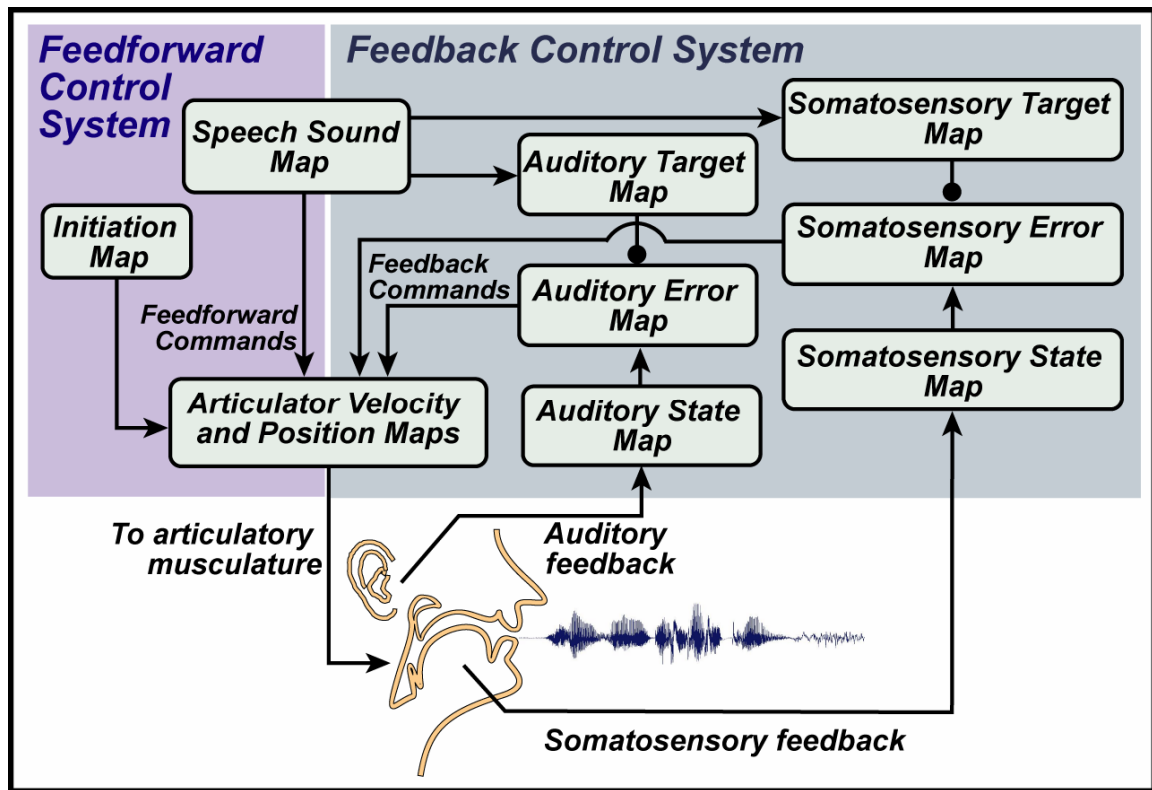 Feedforward
Control
System
Feedback Control System
Speech Sound
Map
Somatosensory Target
Map
Auditory Target
Map
Initiation
Map
Somatosensory Error
Map
Feedback
Commands
Auditory Error
Map
Feedforward
Commands
Somatosensory State
Map
Articulator Velocity
and Position Maps
Auditory State
Map
To articulatory
musculature
Auditory
feedback
Somatosensory feedback